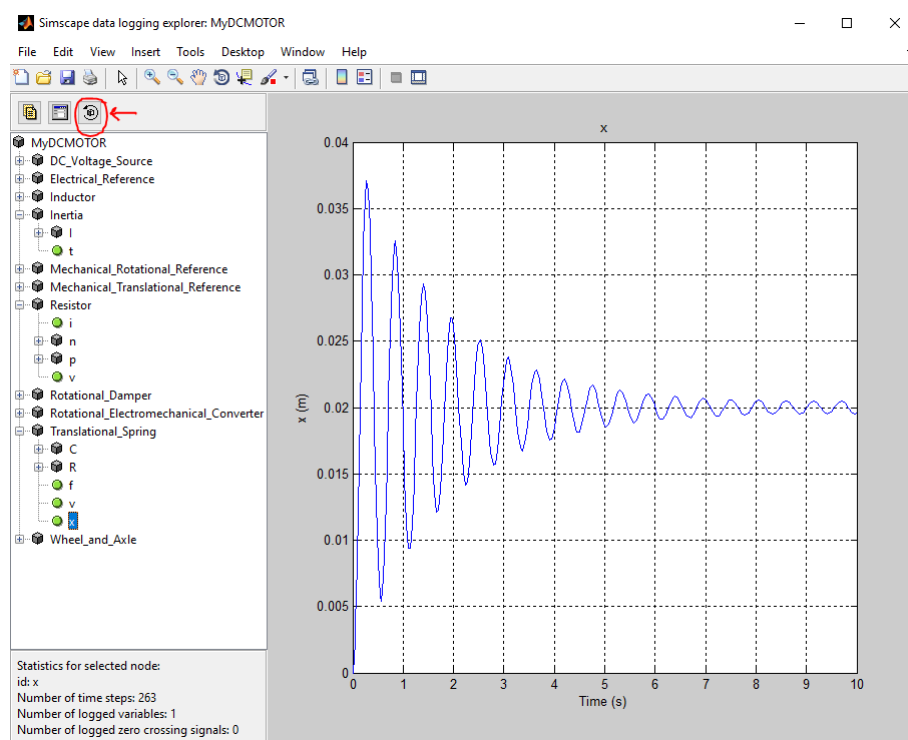 Simscape data logging explorer: MyDCMOTOR
File Edit View Insert Tools Desktop Window Help
MyDCMOTOR
DC_Voltage_Source
Electrical_Reference
Inductor
Inertia
I
t
Mechanical_Rotational_Reference
Mechanical_Translational_Reference
Resistor
i
n
p
v
Rotational_Damper
Rotational_Electromechanical_Converter
Translational_Spring
C
R
f
v
x
Wheel_and_Axle
Statistics for selected node:
id: x
Number of time steps: 263
Number of logged variables: 1
Number of logged zero crossing signals: 0
x
0.04
0.035
0.03
0.025
0.02
0.015
0.01
0.005
0
x (m)
0 1 2 3 4 5 6 7 8 9 10
Time (s)